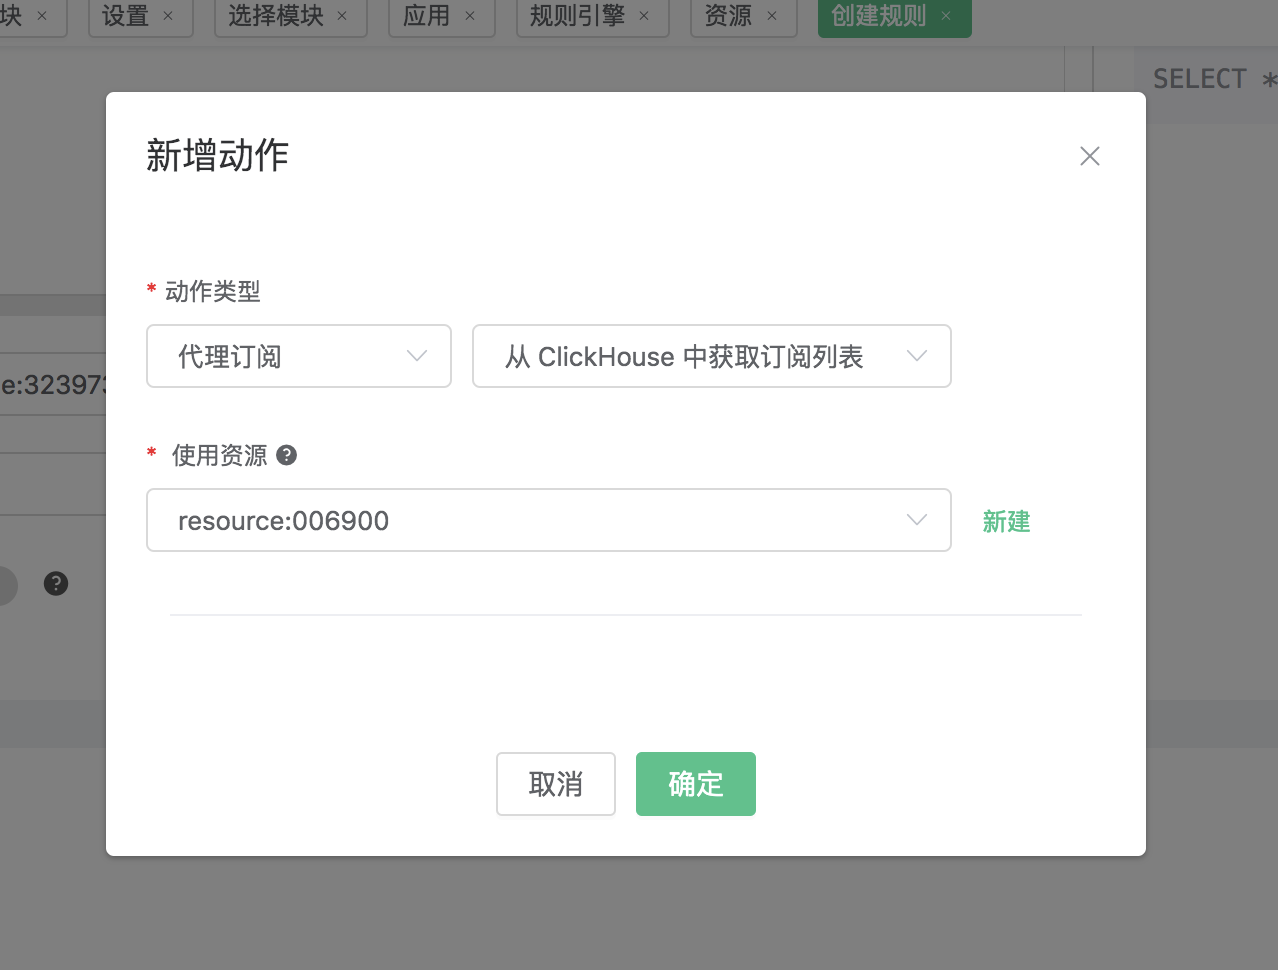 块 × 设置 × 选择模块 × 应用 × 规则引擎 × 资源 × 创建规则 ×
SELECT *
新增动作
* 动作类型
代理订阅 从 ClickHouse 中获取订阅列表
e:323973
* 使用资源 ?
resource:006900 新建
?
取消 确定